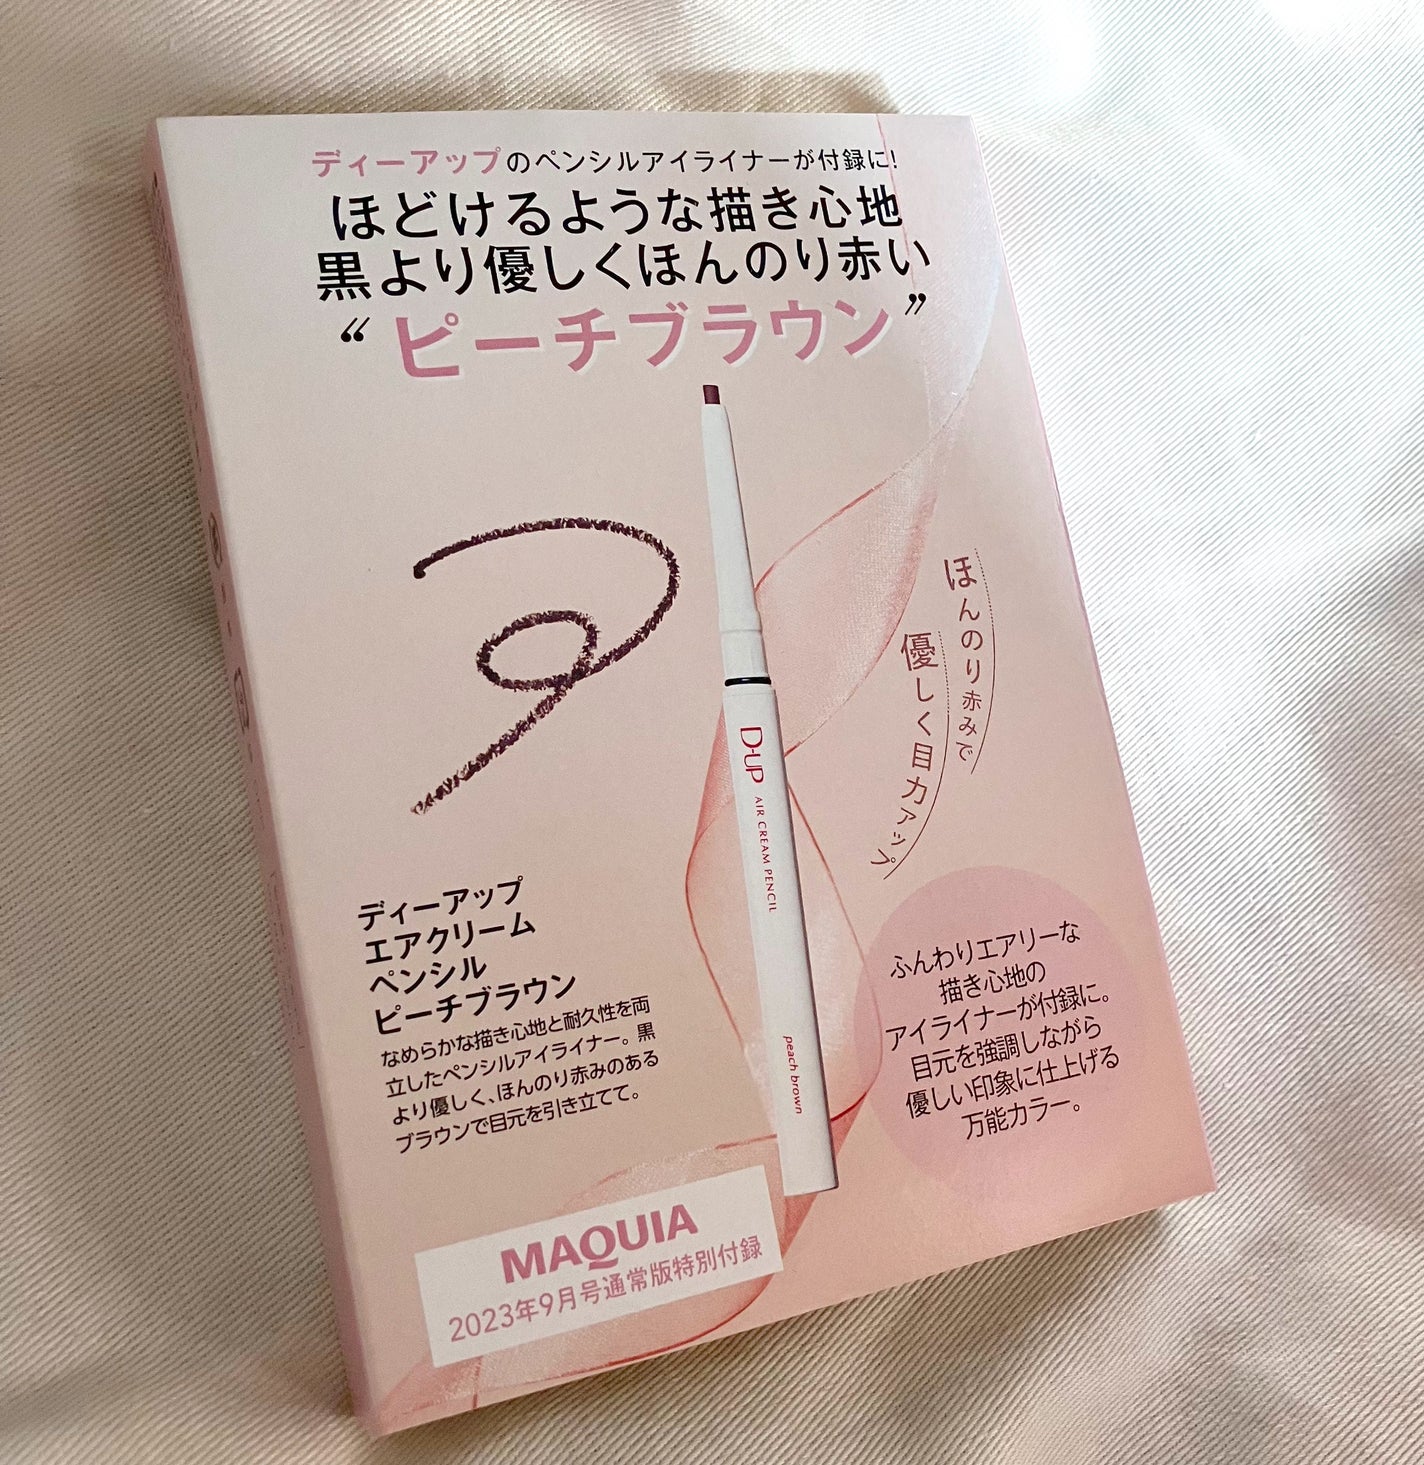 ディーアップのペンシルアイライナーが付録に!
ほどけるような描き心地
黒より優しくほんのり赤い
“ピーチブラウン”
ほんのり赤みで
優しく目力アップ
D-UP AIR CREAM PENCIL
peach brown
ディーアップ
エアクリーム
ペンシル
ピーチブラウン
なめらかな描き心地と耐久性を両
立したペンシルアイライナー。黒
より優しく、ほんのり赤みのある
ブラウンで目元を引き立てて。
ふんわりエアリーな
描き心地の
アイライナーが付録に。
目元を強調しながら
優しい印象に仕上げる
万能カラー。
MAQUIA
2023年9月号通常版特別付録